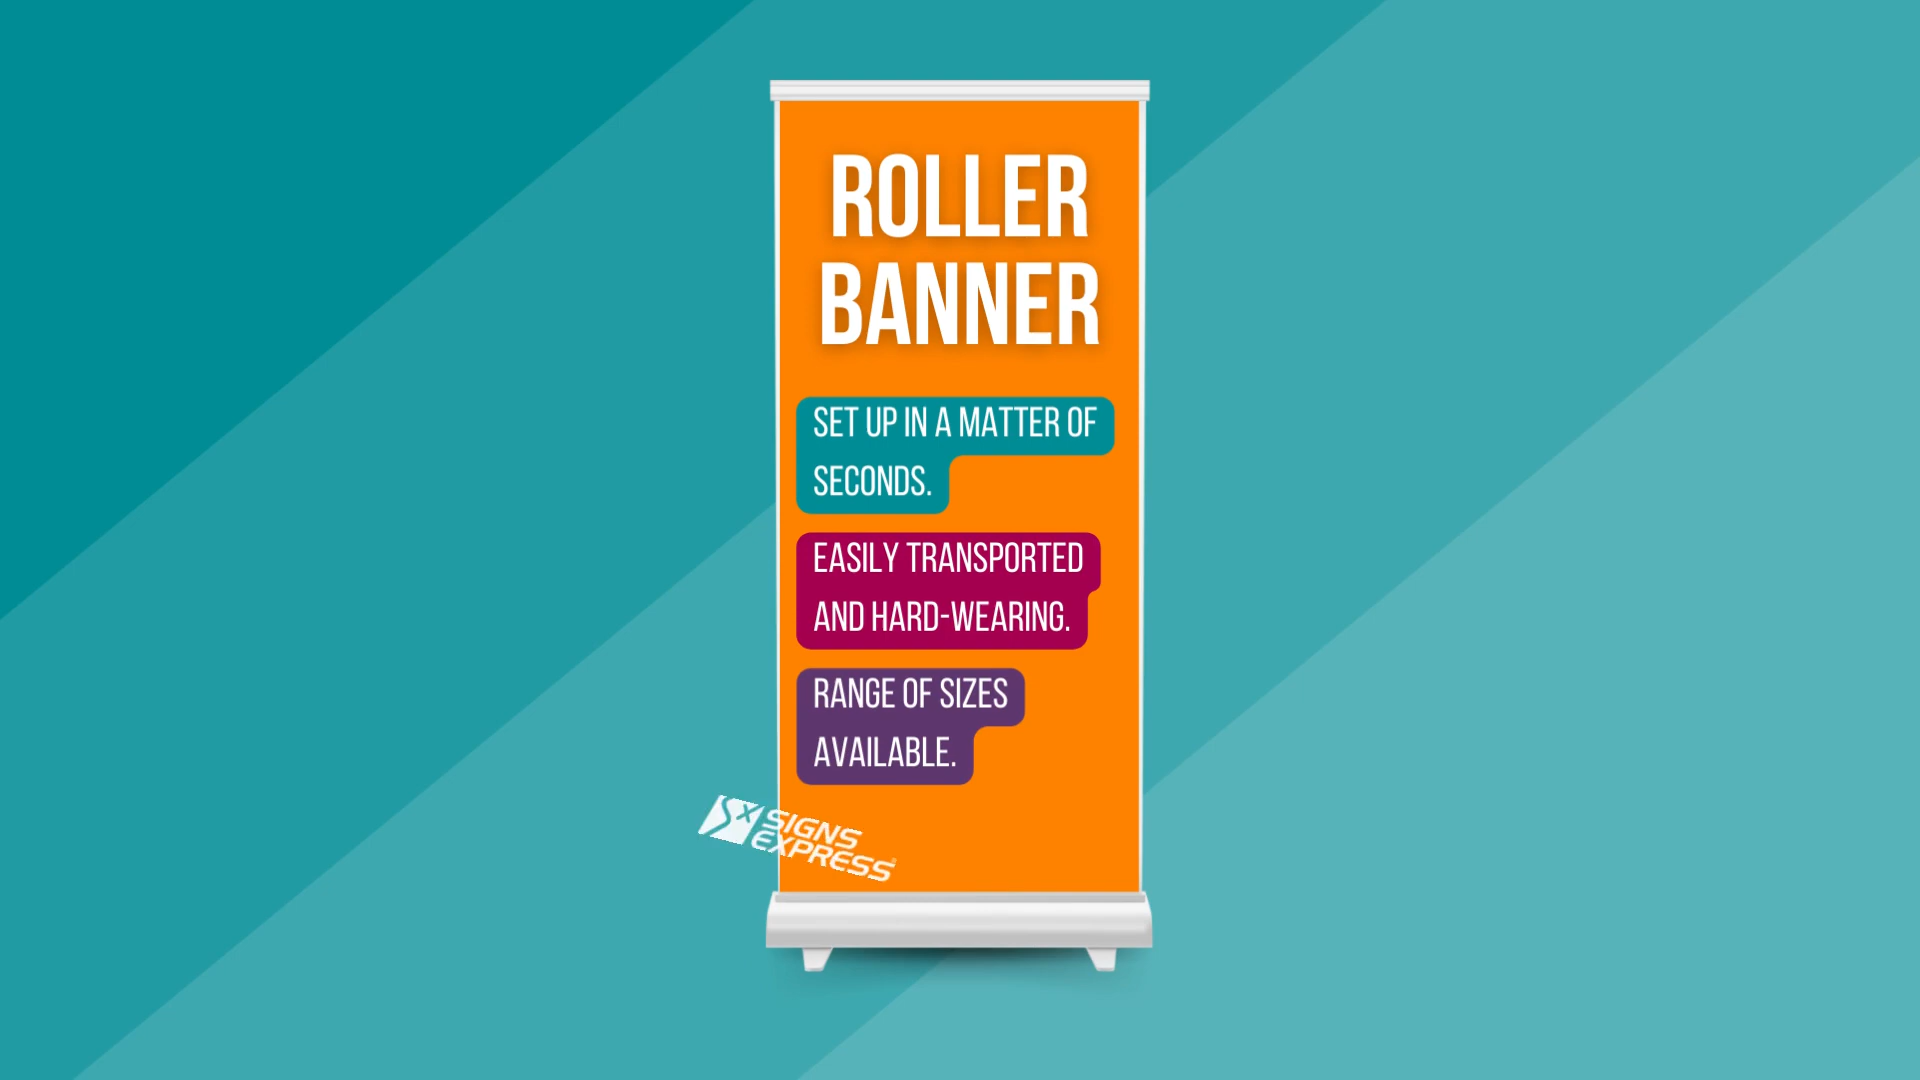 ROLLER
BANNER
SET UP IN A MATTER OF
SECONDS.
EASILY TRANSPORTED
AND HARD-WEARING.
RANGE OF SIZES
AVAILABLE.
SIGNS
EXPRESS